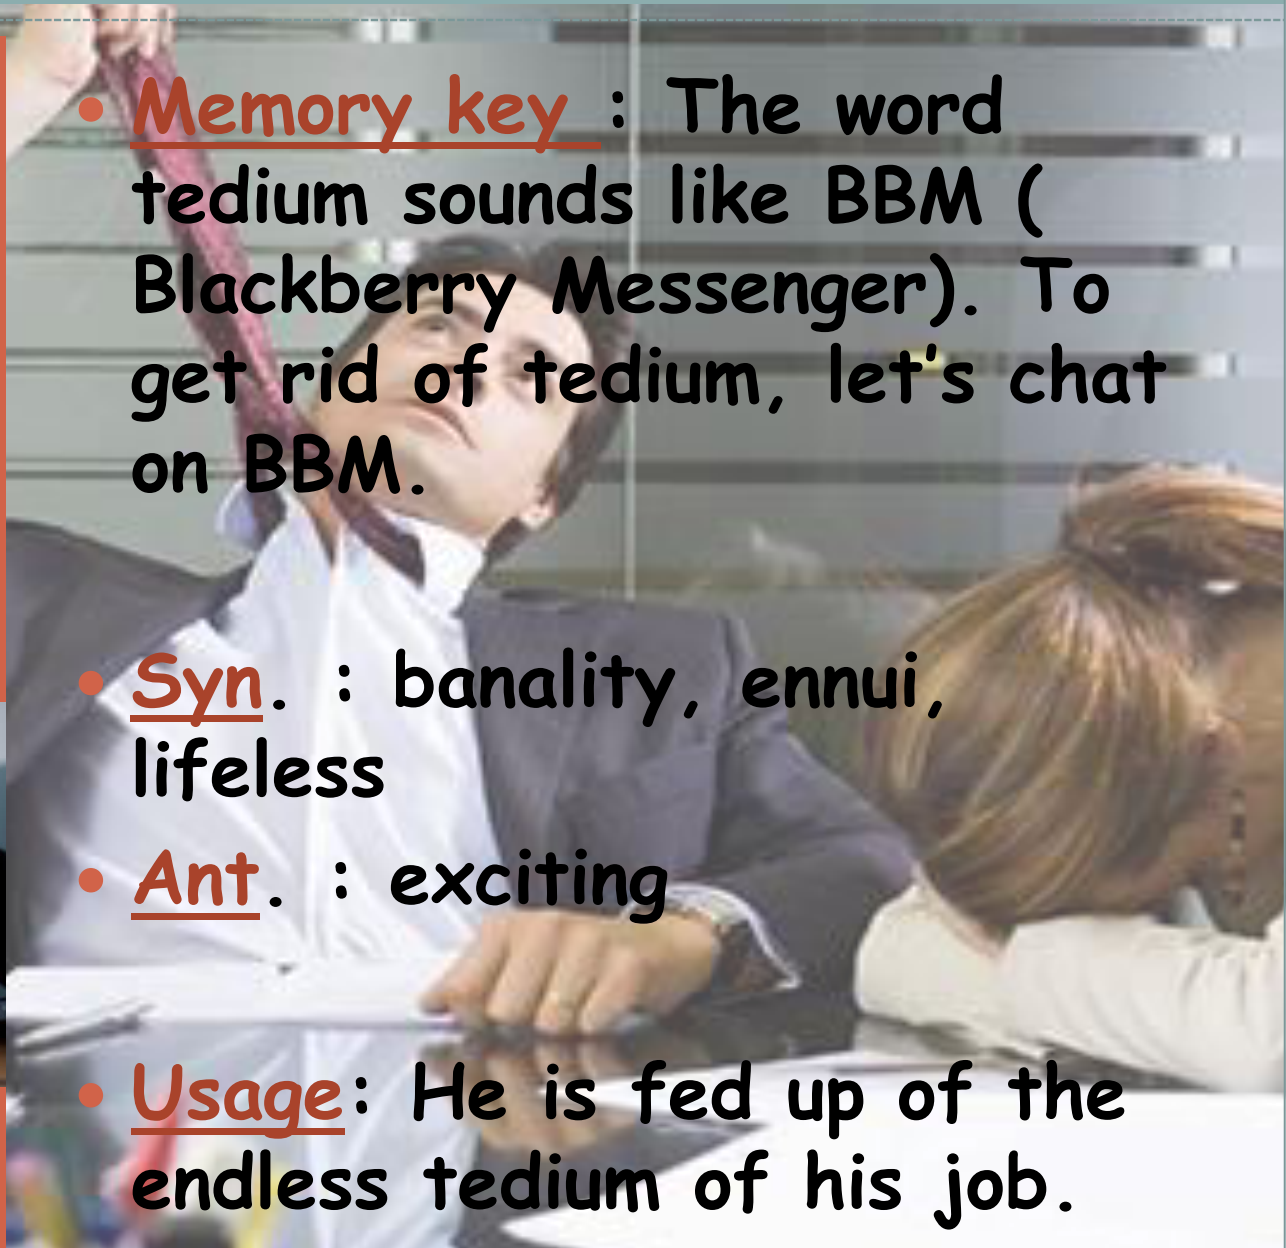 • Memory key : The word
tedium sounds like BBM (
Blackberry Messenger). To
get rid of tedium, let's chat
on BBM.
• Syn. : banality, ennui,
lifeless
• Ant. : exciting
• Usage: He is fed up of the
endless tedium of his job.